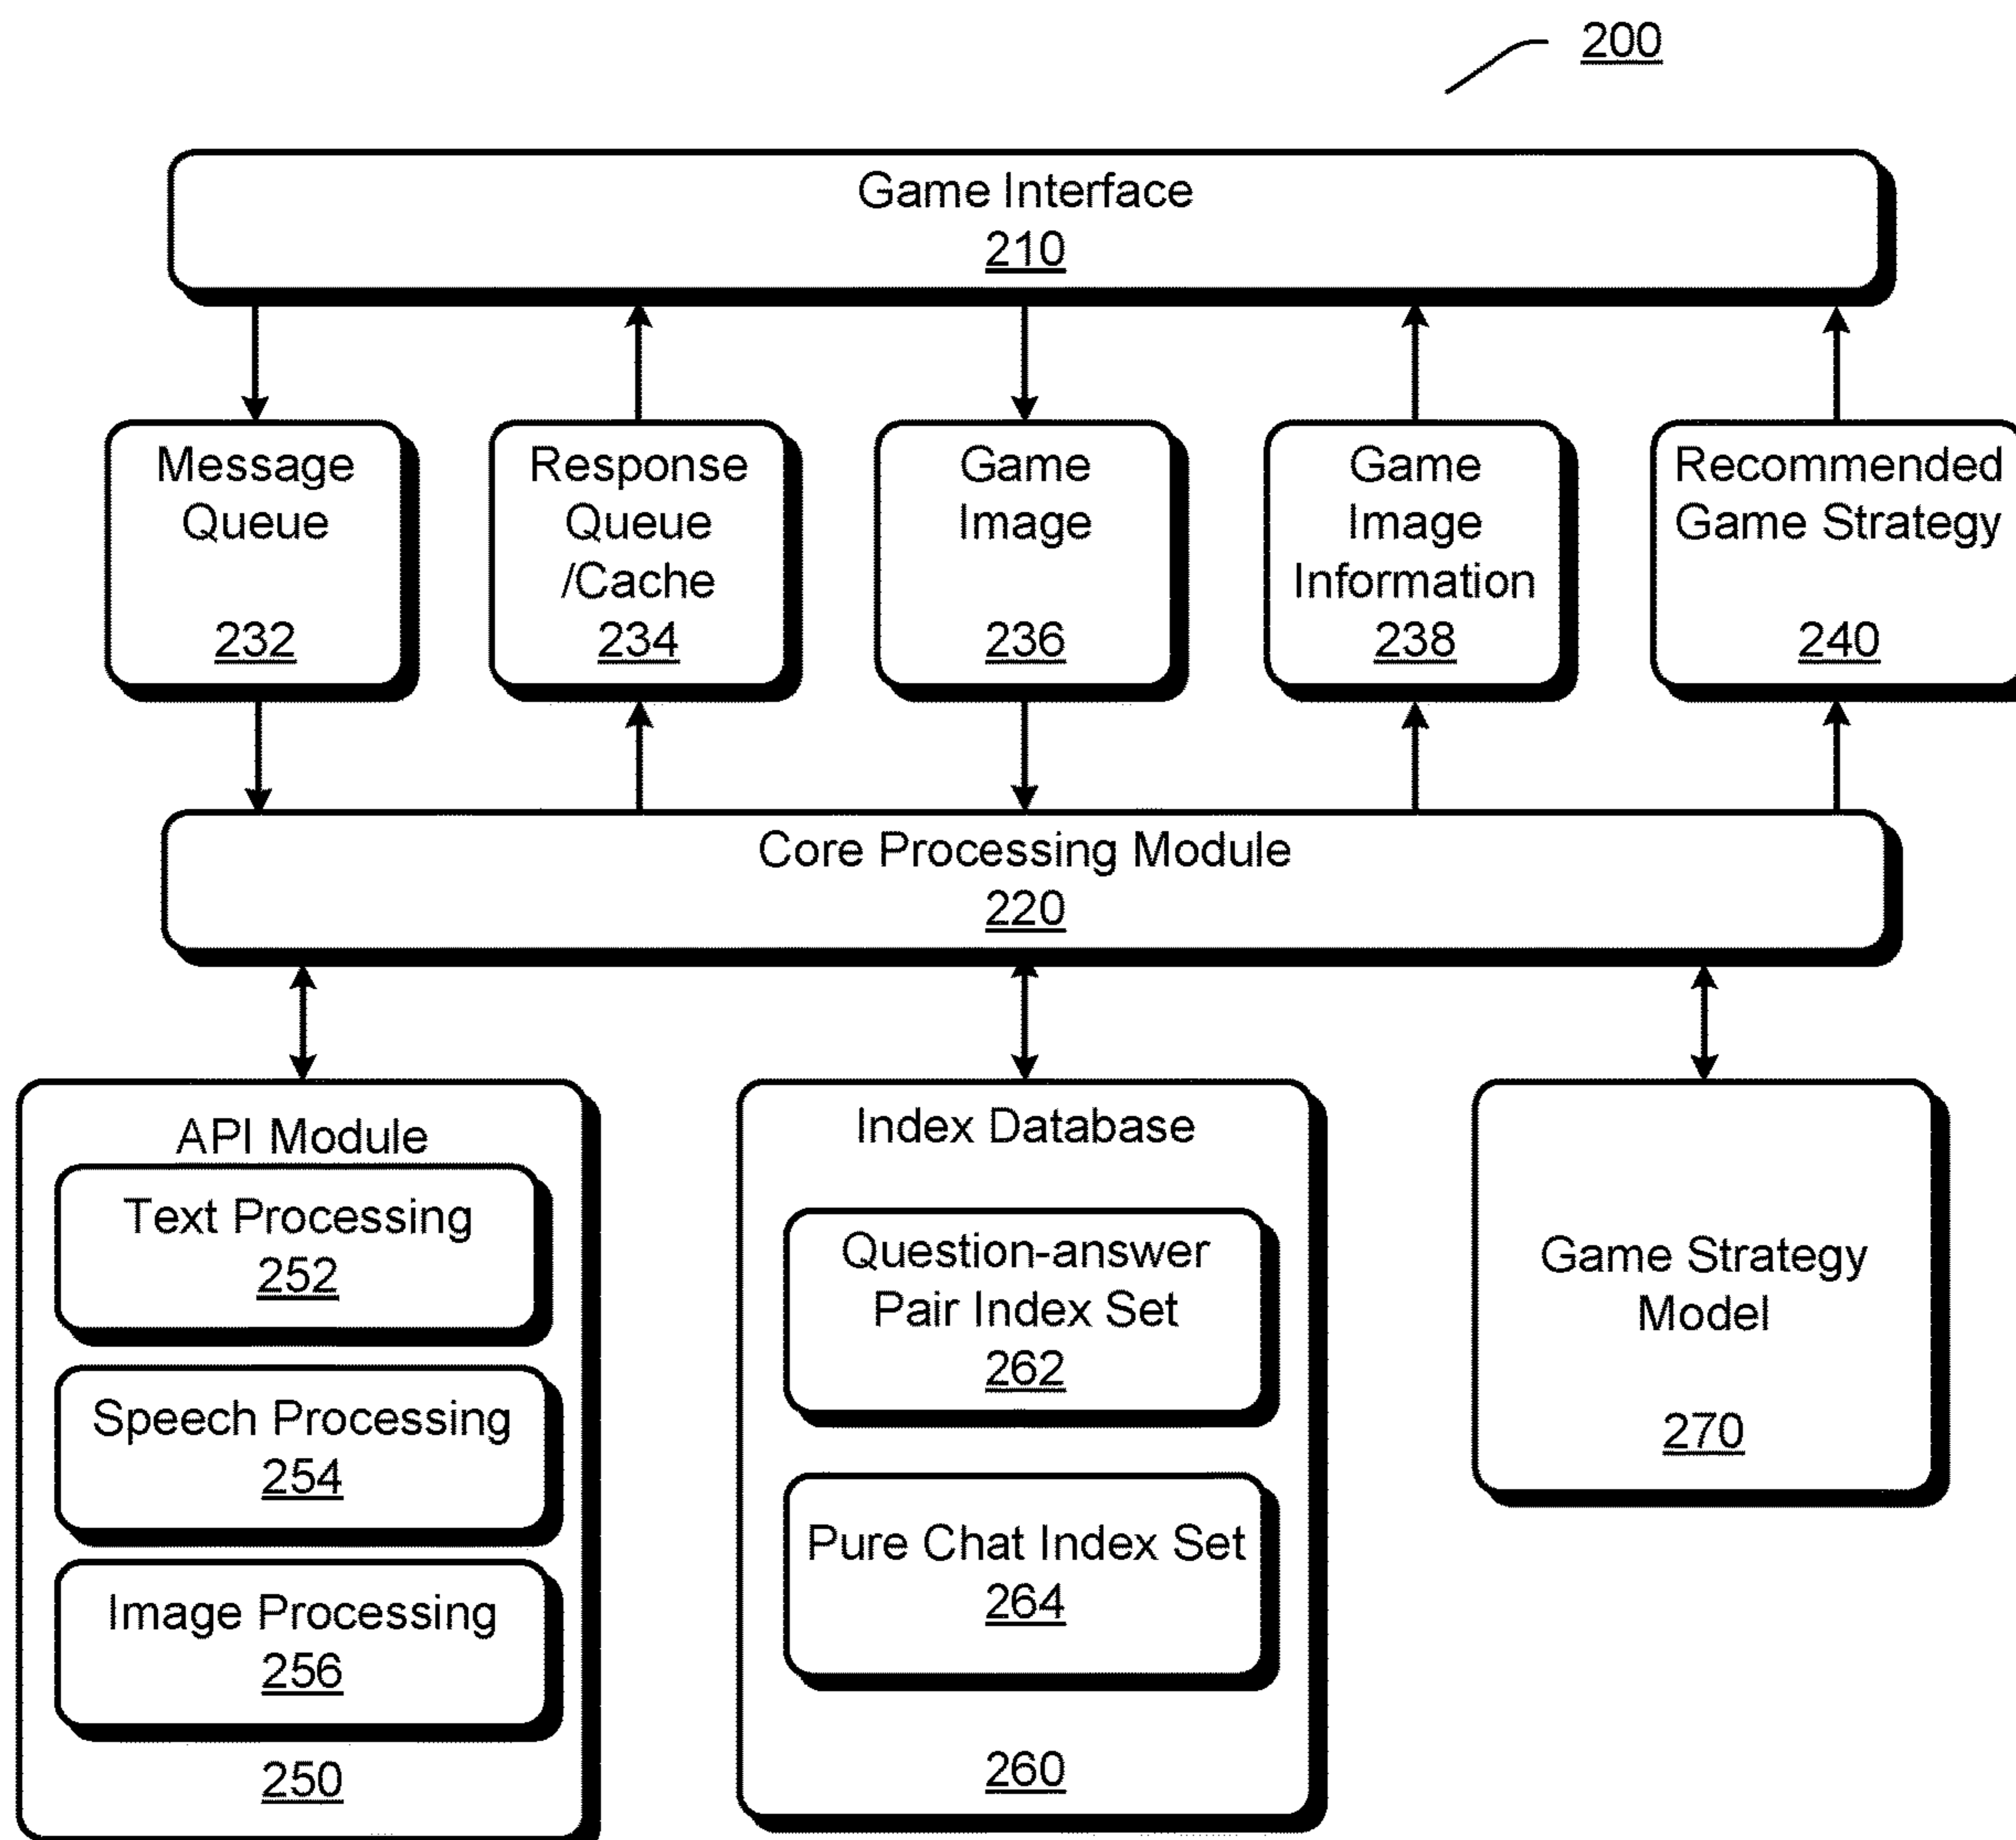 200
Game Interface
210
Message
Queue
232
Response
Queue
/Cache
234
Game
Image
236
Game
Image
Information
238
Recommended
Game Strategy
240
Core Processing Module
220
API Module
Text Processing
252
Speech Processing
254
Image Processing
256
250
Index Database
Question-answer
Pair Index Set
262
Pure Chat Index Set
264
260
Game Strategy
Model
270